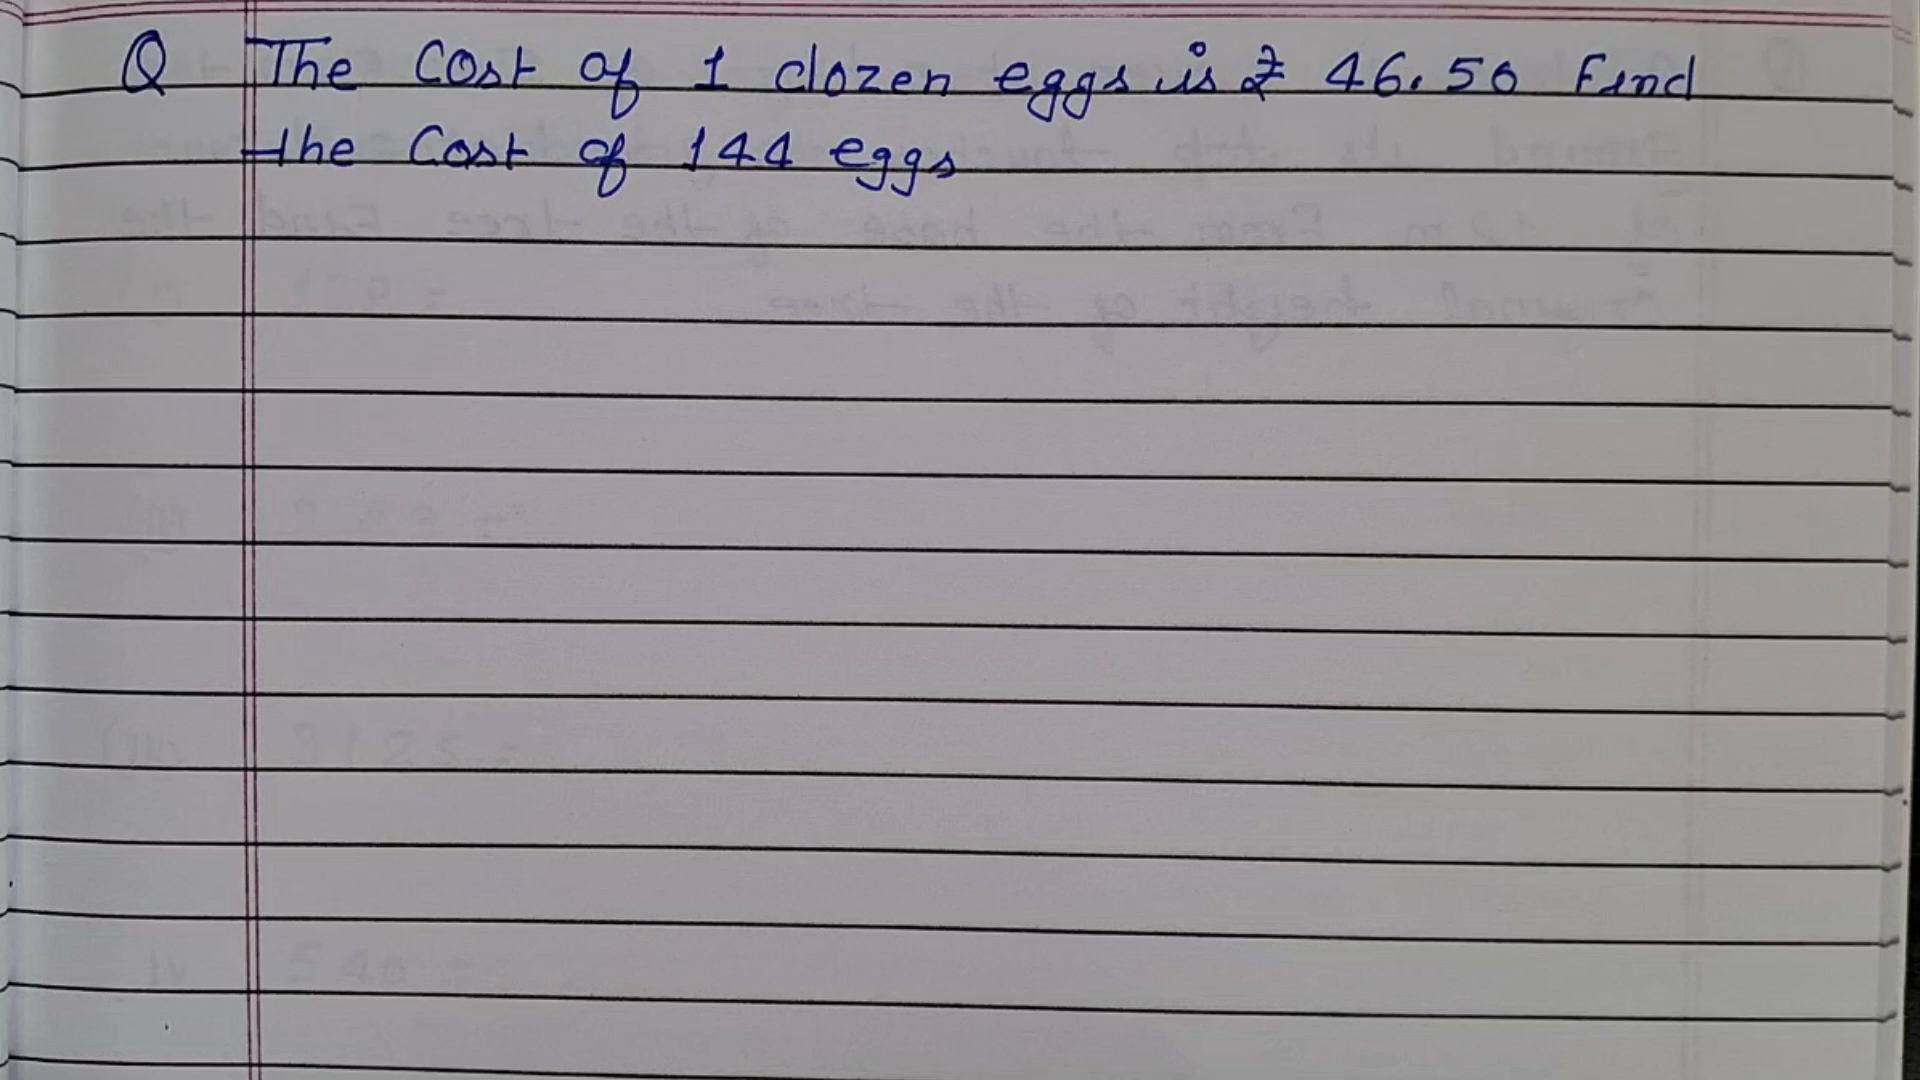 Q The Cost of 1 dozen eggs is ₹ 46.50 Find
the Cost of 144 eggs